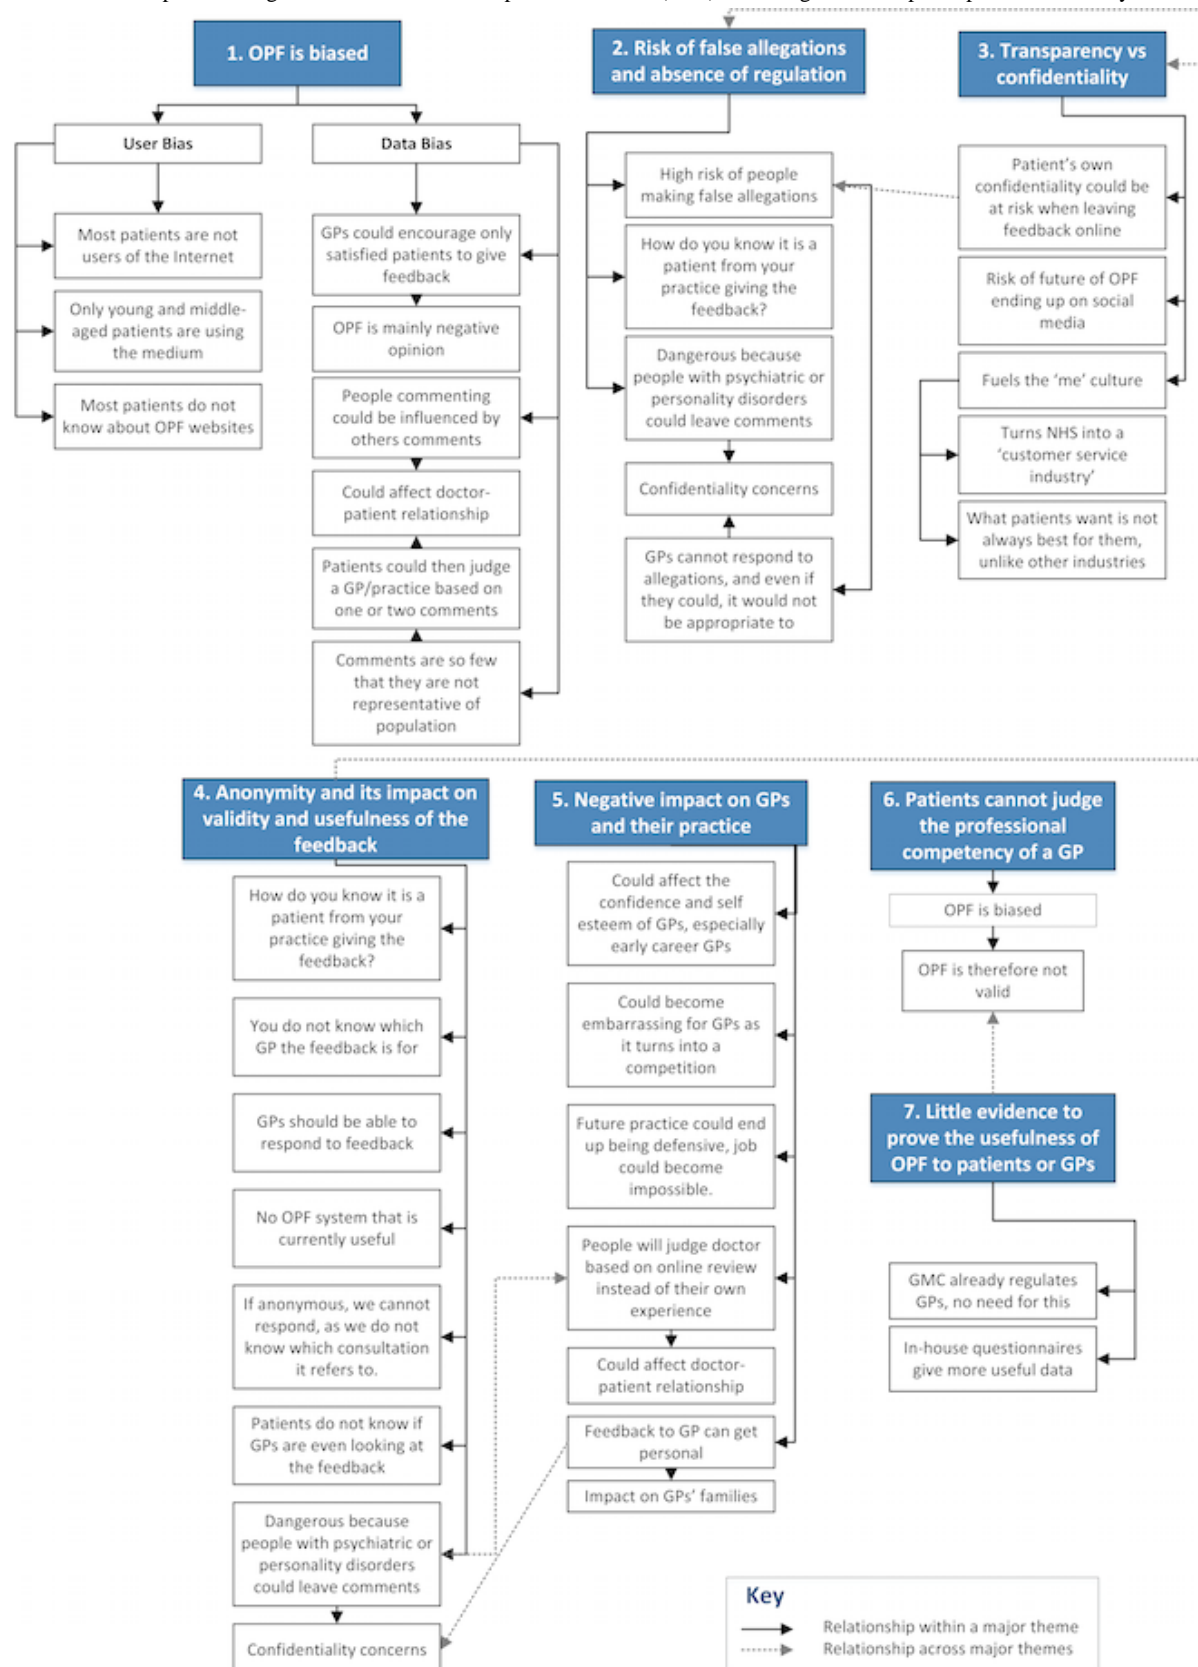 1. OPF is biased
User Bias
Most patients are not
users of the Internet
Only young and middle-
aged patients are using
the medium
Most patients do not
know about OPF websites
Data Bias
GPs could encourage only
satisfied patients to give
feedback
OPF is mainly negative
opinion
People commenting
could be influenced by
others comments
Could affect doctor-
patient relationship
Patients could then judge
a GP/practice based on
one or two comments
Comments are so few
that they are not
representative of
population
2. Risk of false allegations
and absence of regulation
High risk of people
making false allegations
How do you know it is a
patient from your
practice giving the
feedback?
Dangerous because
people with psychiatric or
personality disorders
could leave comments
Confidentiality concerns
GPs cannot respond to
allegations, and even if
they could, it would not
be appropriate to
3. Transparency vs
confidentiality
Patient's own
confidentiality could be
at risk when leaving
feedback online
Risk of future of OPF
ending up on social
media
Fuels the 'me' culture
Turns NHS into a
'customer service
industry'
What patients want is not
always best for them,
unlike other industries
4. Anonymity and its impact on
validity and usefulness of the
feedback
How do you know it is a
patient from your
practice giving the
feedback?
You do not know which
GP the feedback is for
GPs should be able to
respond to feedback
No OPF system that is
currently useful
If anonymous, we cannot
respond, as we do not
know which consultation
it refers to.
Patients do not know if
GPs are even looking at
the feedback
Dangerous because
people with psychiatric or
personality disorders
could leave comments
Confidentiality concerns
5. Negative impact on GPs
and their practice
Could affect the
confidence and self
esteem of GPs, especially
early career GPs
Could become
embarrassing for GPs as
it turns into a
competition
Future practice could end
up being defensive, job
could become
impossible.
People will judge doctor
based on online review
instead of their own
experience
Could affect doctor-
patient relationship
Feedback to GP can get
personal
Impact on GPs' families
6. Patients cannot judge
the professional
competency of a GP
OPF is biased
OPF is therefore not
valid
7. Little evidence to
prove the usefulness of
OPF to patients or GPs
GMC already regulates
GPs, no need for this
In-house questionnaires
give more useful data
Key
Relationship within a major theme
Relationship across major themes